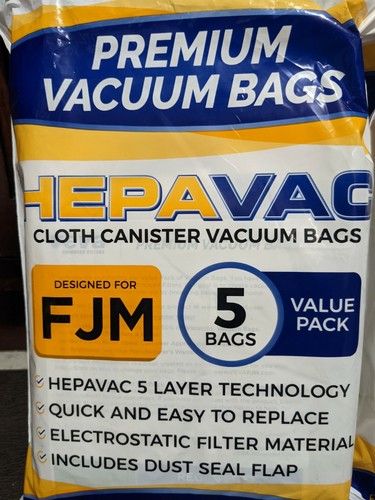 PREMIUM
VACUUM BAGS
HEPAVAC
CLOTH CANISTER VACUUM BAGS
DESIGNED FOR
FJM
5
BAGS
VALUE
PACK
HEPAVAC 5 LAYER TECHNOLOGY
QUICK AND EASY TO REPLACE
ELECTROSTATIC FILTER MATERIAL
INCLUDES DUST SEAL FLAP